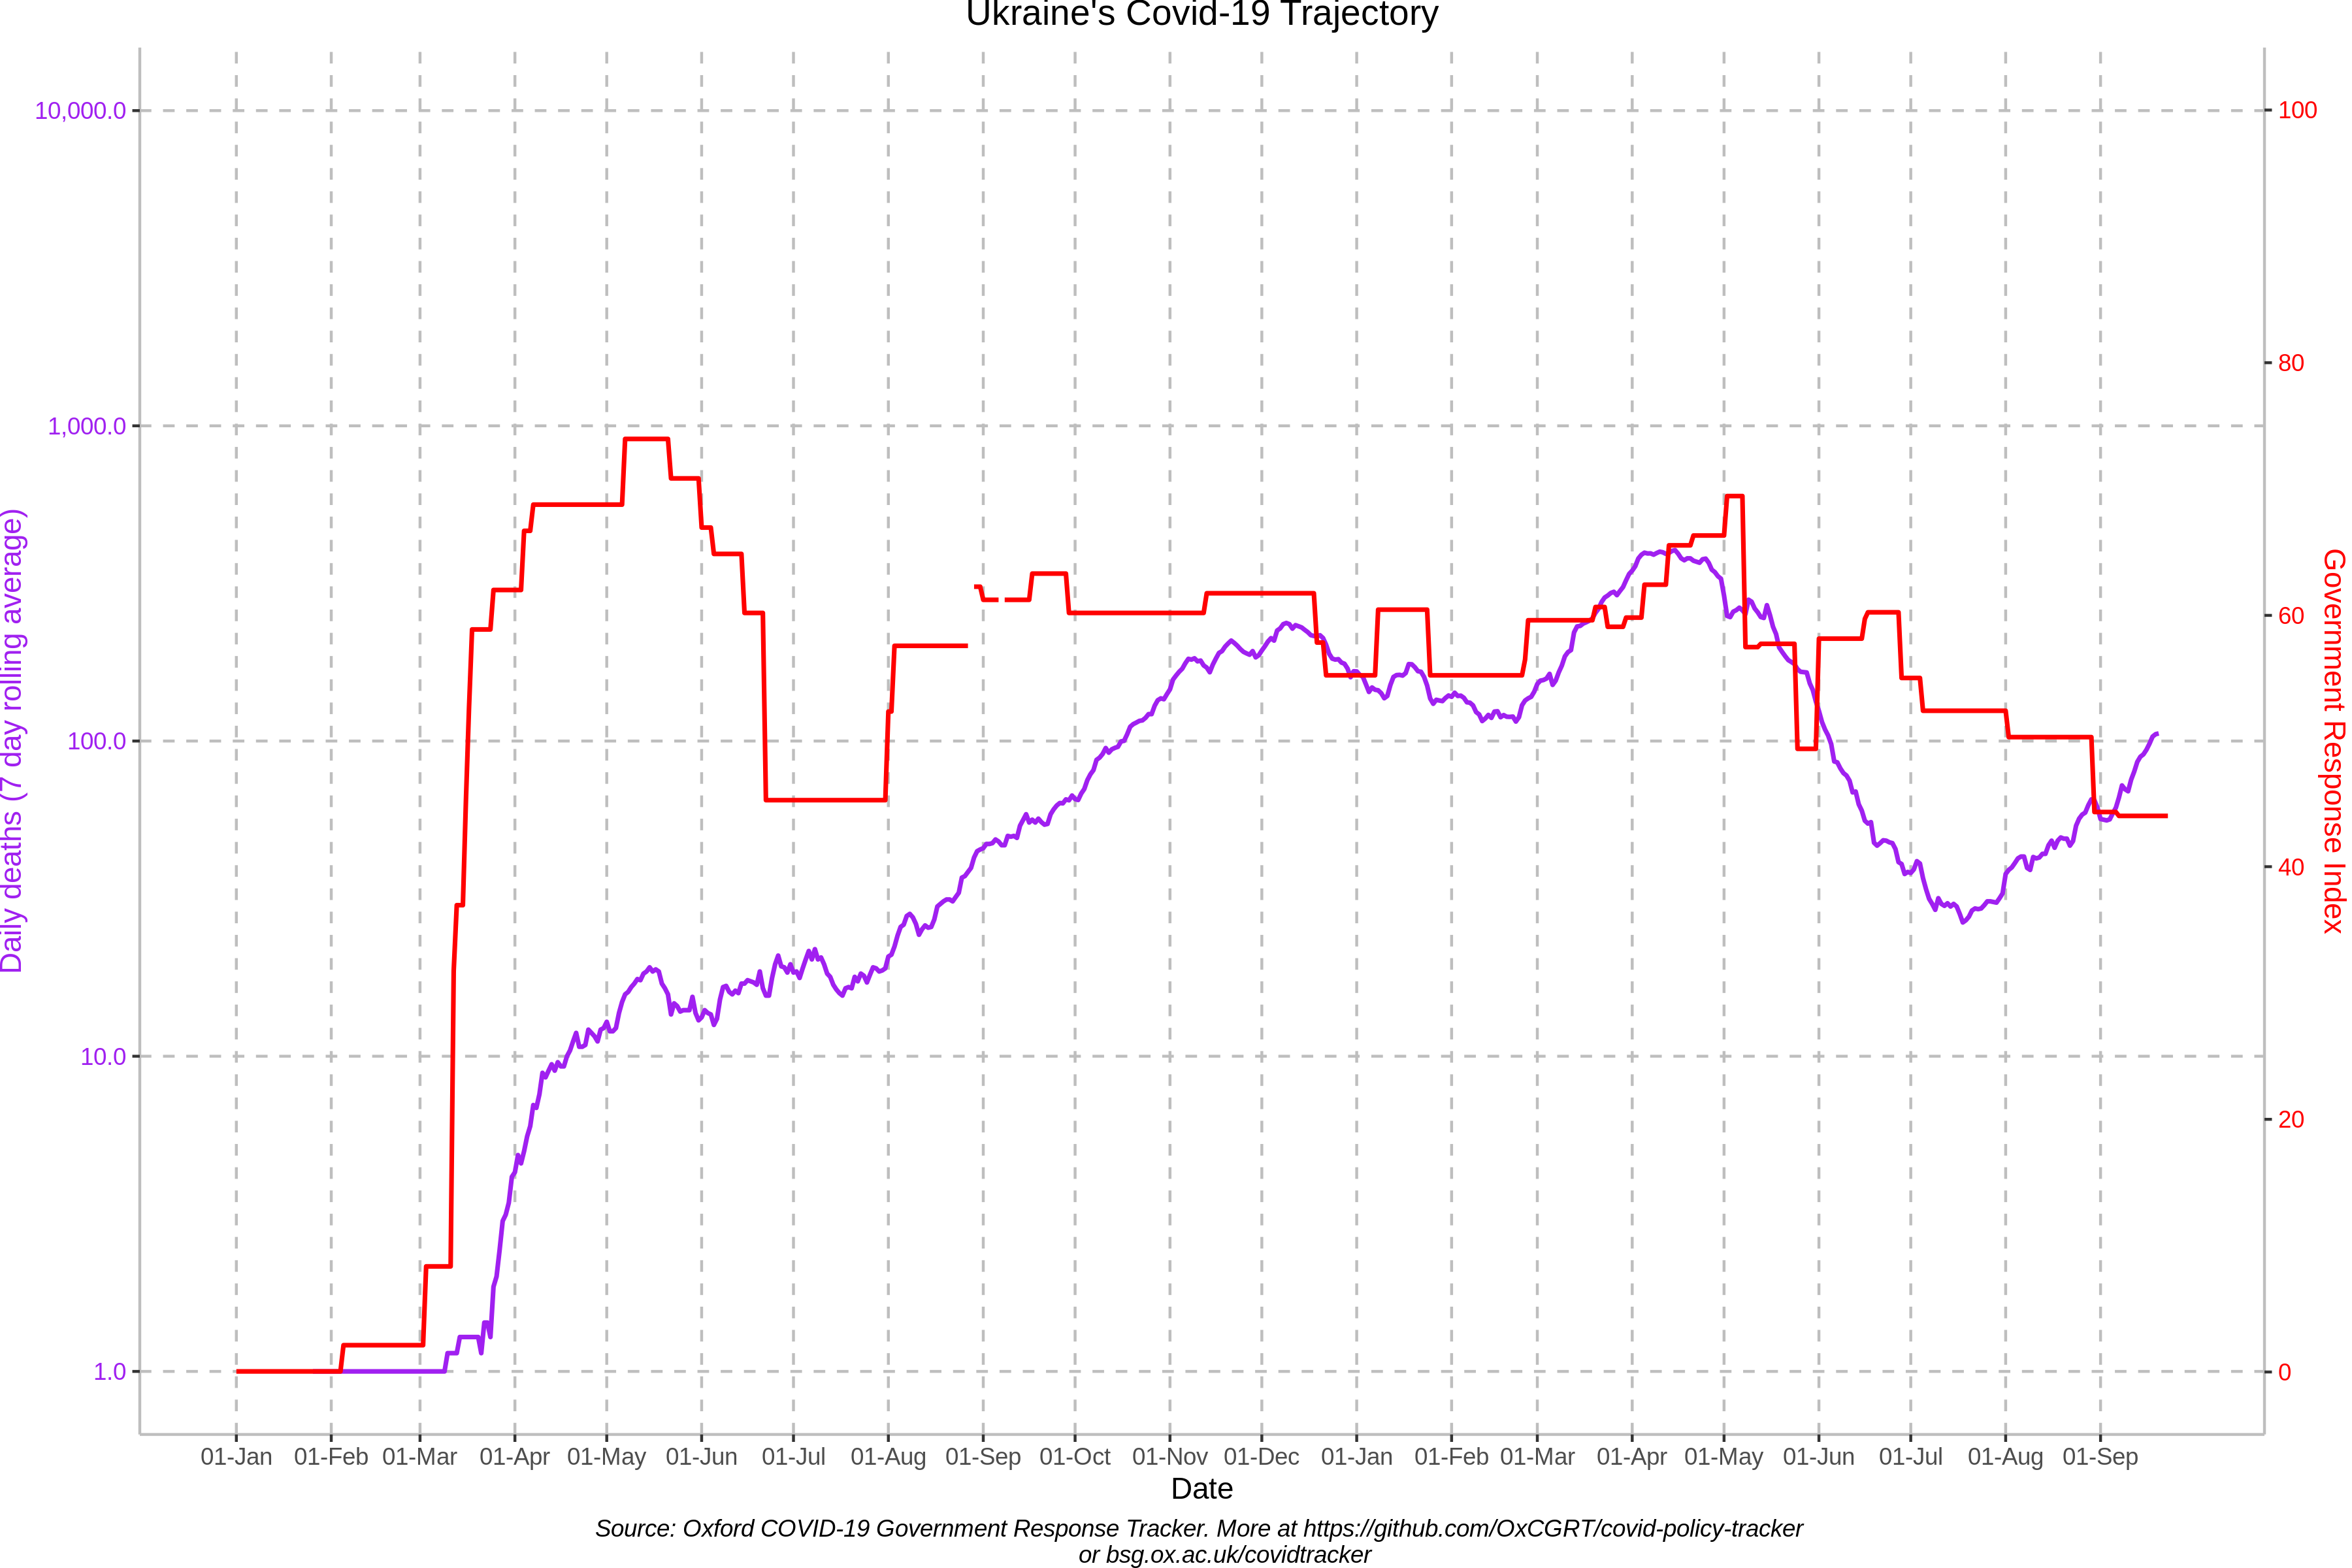 Ukraine's Covid-19 Trajectory
10,000.0
1,000.0
100.0
10.0
1.0
Daily deaths (7 day rolling average)
100
80
60
40
20
0
Government Response Index
01-Jan 01-Feb 01-Mar 01-Apr 01-May 01-Jun 01-Jul 01-Aug 01-Sep 01-Oct 01-Nov 01-Dec 01-Jan 01-Feb 01-Mar 01-Apr 01-May 01-Jun 01-Jul 01-Aug 01-Sep
Date
Source: Oxford COVID-19 Government Response Tracker. More at https://github.com/OxCGRT/covid-policy-tracker
or bsg.ox.ac.uk/covidtracker